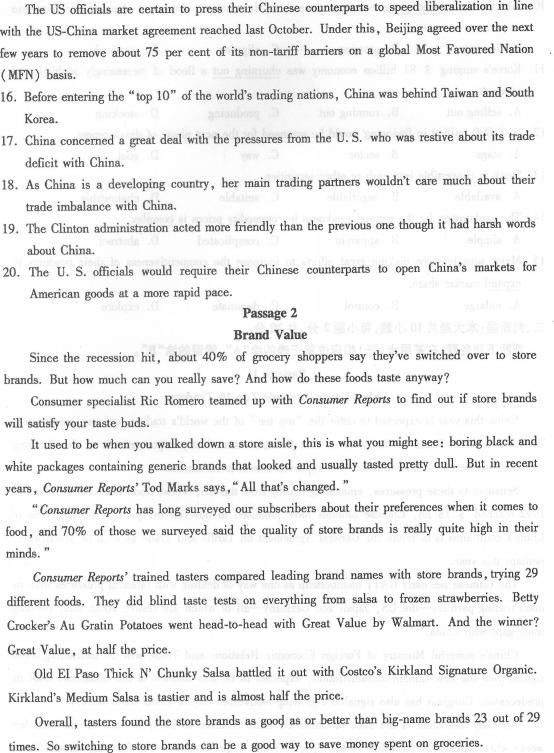 The US officials are certain to press their Chinese counterparts to speed liberalization in line
with the US-China market agreement reached last October. Under this, Beijing agreed over the next
few years to remove about 75 per cent of its non-tariff barriers on a global Most Favoured Nation
(MFN) basis.
16. Before entering the “top 10” of the world's trading nations, China was behind Taiwan and South
Korea.
17. China concerned a great deal with the pressures from the U. S. who was restive about its trade
deficit with China.
18. As China is a developing country, her main trading partners wouldn't care much about their
trade imbalance with China.
19. The Clinton administration acted more friendly than the previous one though it had harsh words
about China.
20. The U. S. officials would require their Chinese counterparts to open China's markets for
American goods at a more rapid pace.
Passage 2
Brand Value
Since the recession hit, about 40% of grocery shoppers say they've switched over to store
brands. But how much can you really save? And how do these foods taste anyway?
Consumer specialist Ric Romero teamed up with Consumer Reports to find out if store brands
will satisfy your taste buds.
It used to be when you walked down a store aisle, this is what you might see: boring black and
white packages containing generic brands that looked and usually tasted pretty dull. But in recent
years, Consumer Reports' Tod Marks says, “All that's changed. ”
“Consumer Reports has long surveyed our subscribers about their preferences when it comes to
food, and 70% of those we surveyed said the quality of store brands is really quite high in their
minds. ”
Consumer Reports' trained tasters compared leading brand names with store brands, trying 29
different foods. They did blind taste tests on everything from salsa to frozen strawberries. Betty
Crocker's Au Gratin Potatoes went head-to-head with Great Value by Walmart. And the winner?
Great Value, at half the price.
Old EI Paso Thick N' Chunky Salsa battled it out with Costco's Kirkland Signature Organic.
Kirkland's Medium Salsa is tastier and is almost half the price.
Overall, tasters found the store brands as good as or better than big-name brands 23 out of 29
times. So switching to store brands can be a good way to save money spent on groceries.